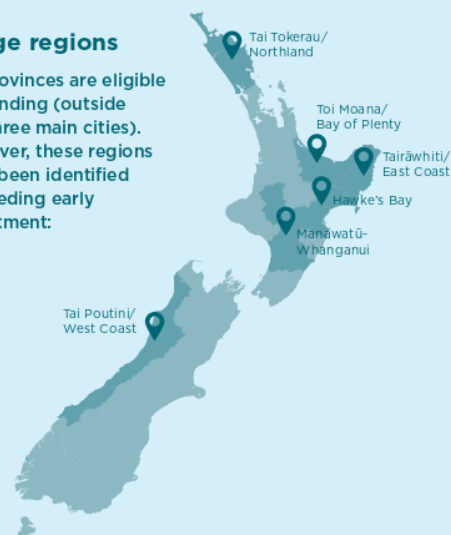 ge regions
ovinces are eligible
nding (outside
ree main cities).
ver, these regions
been identified
eding early
tment:
Tai Tokerau/
Northland
Toi Moana/
Bay of Plenty
Tairāwhiti/
East Coast
Hawke's Bay
Manawatū-
Whanganui
Tai Poutini/
West Coast